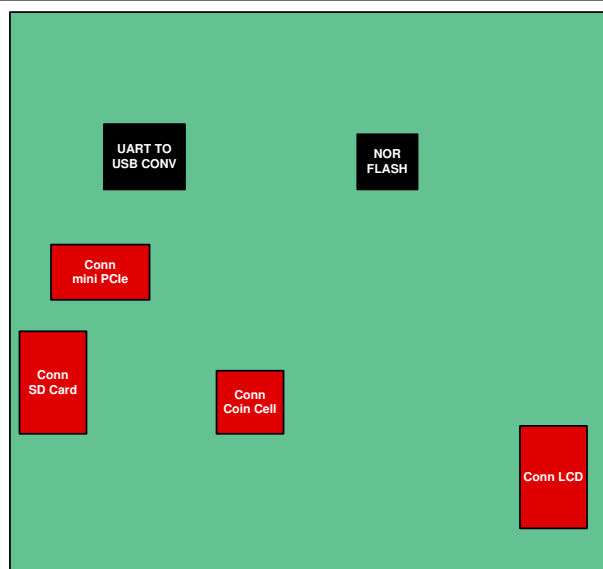 UART TO
USB CONV
NOR
FLASH
Conn
mini PCIe
Conn
SD Card
Conn
Coin Cell
Conn LCD